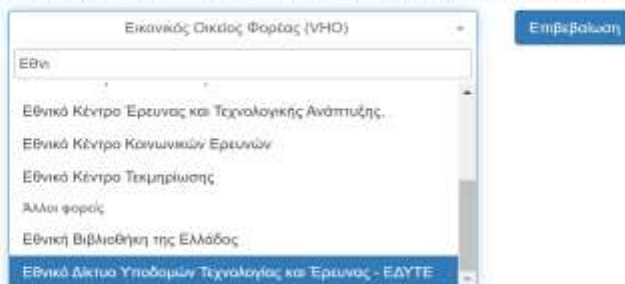 Εικονικός Οικείος Φορέας (VHO)
Επιβεβαίωση
Εθνι
Εθνικό Κέντρο Έρευνας και Τεχνολογικής Ανάπτυξης.
Εθνικό Κέντρο Κοινωνικών Ερευνών
Εθνικό Κέντρο Τεκμηρίωσης
Άλλοι φορείς
Εθνική Βιβλιοθήκη της Ελλάδος
Εθνικό Δίκτυο Υποδομών Τεχνολογίας και Έρευνας - ΕΔΥΤΕ